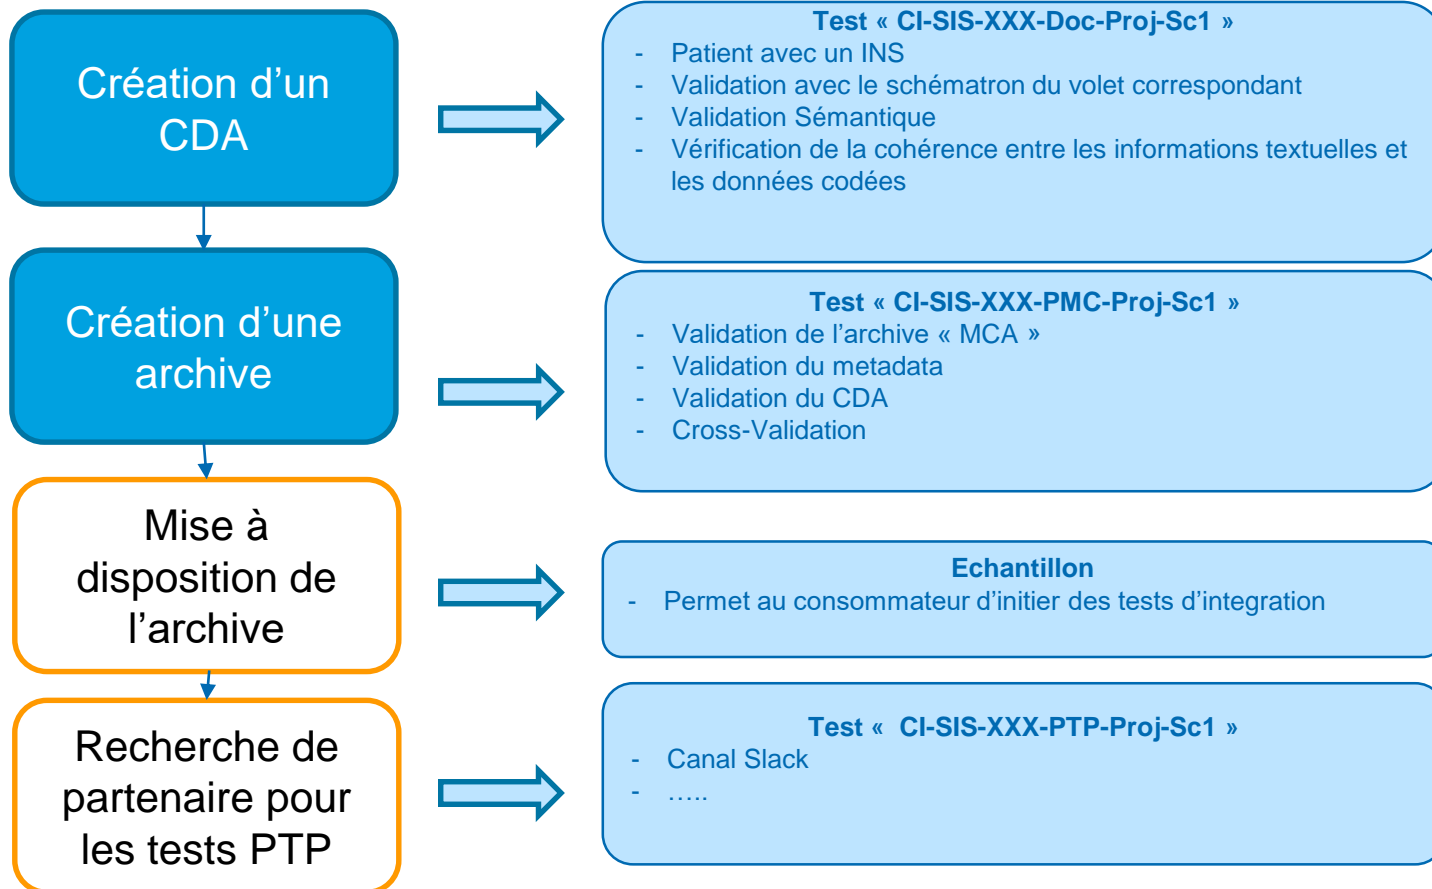 Création d’un
CDA
Test « CI-SIS-XXX-Doc-Proj-Sc1 »
- Patient avec un INS
- Validation avec le schématron du volet correspondant
- Validation Sémantique
- Vérification de la cohérence entre les informations textuelles et
les données codées
Création d’une
archive
Test « CI-SIS-XXX-PMC-Proj-Sc1 »
- Validation de l’archive « MCA »
- Validation du metadata
- Validation du CDA
- Cross-Validation
Mise à
disposition de
l’archive
Echantillon
- Permet au consommateur d’initier des tests d’integration
Recherche de
partenaire pour
les tests PTP
Test « CI-SIS-XXX-PTP-Proj-Sc1 »
- Canal Slack
- …..